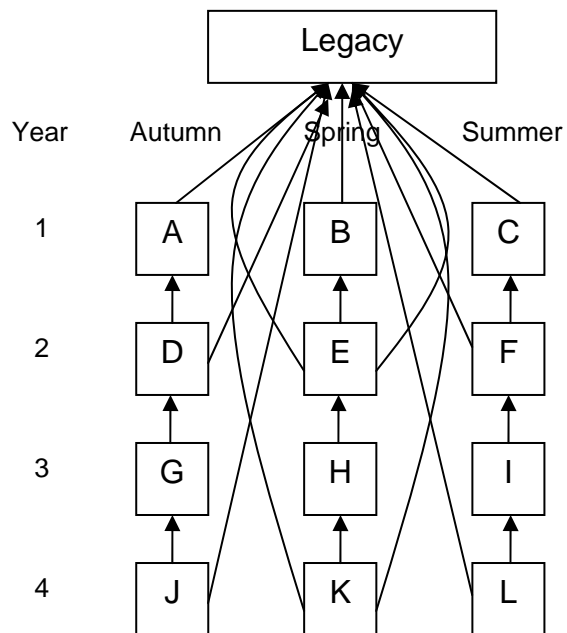 Legacy
Year Autumn Spring Summer
1 A B C
2 D E F
3 G H I
4 J K L